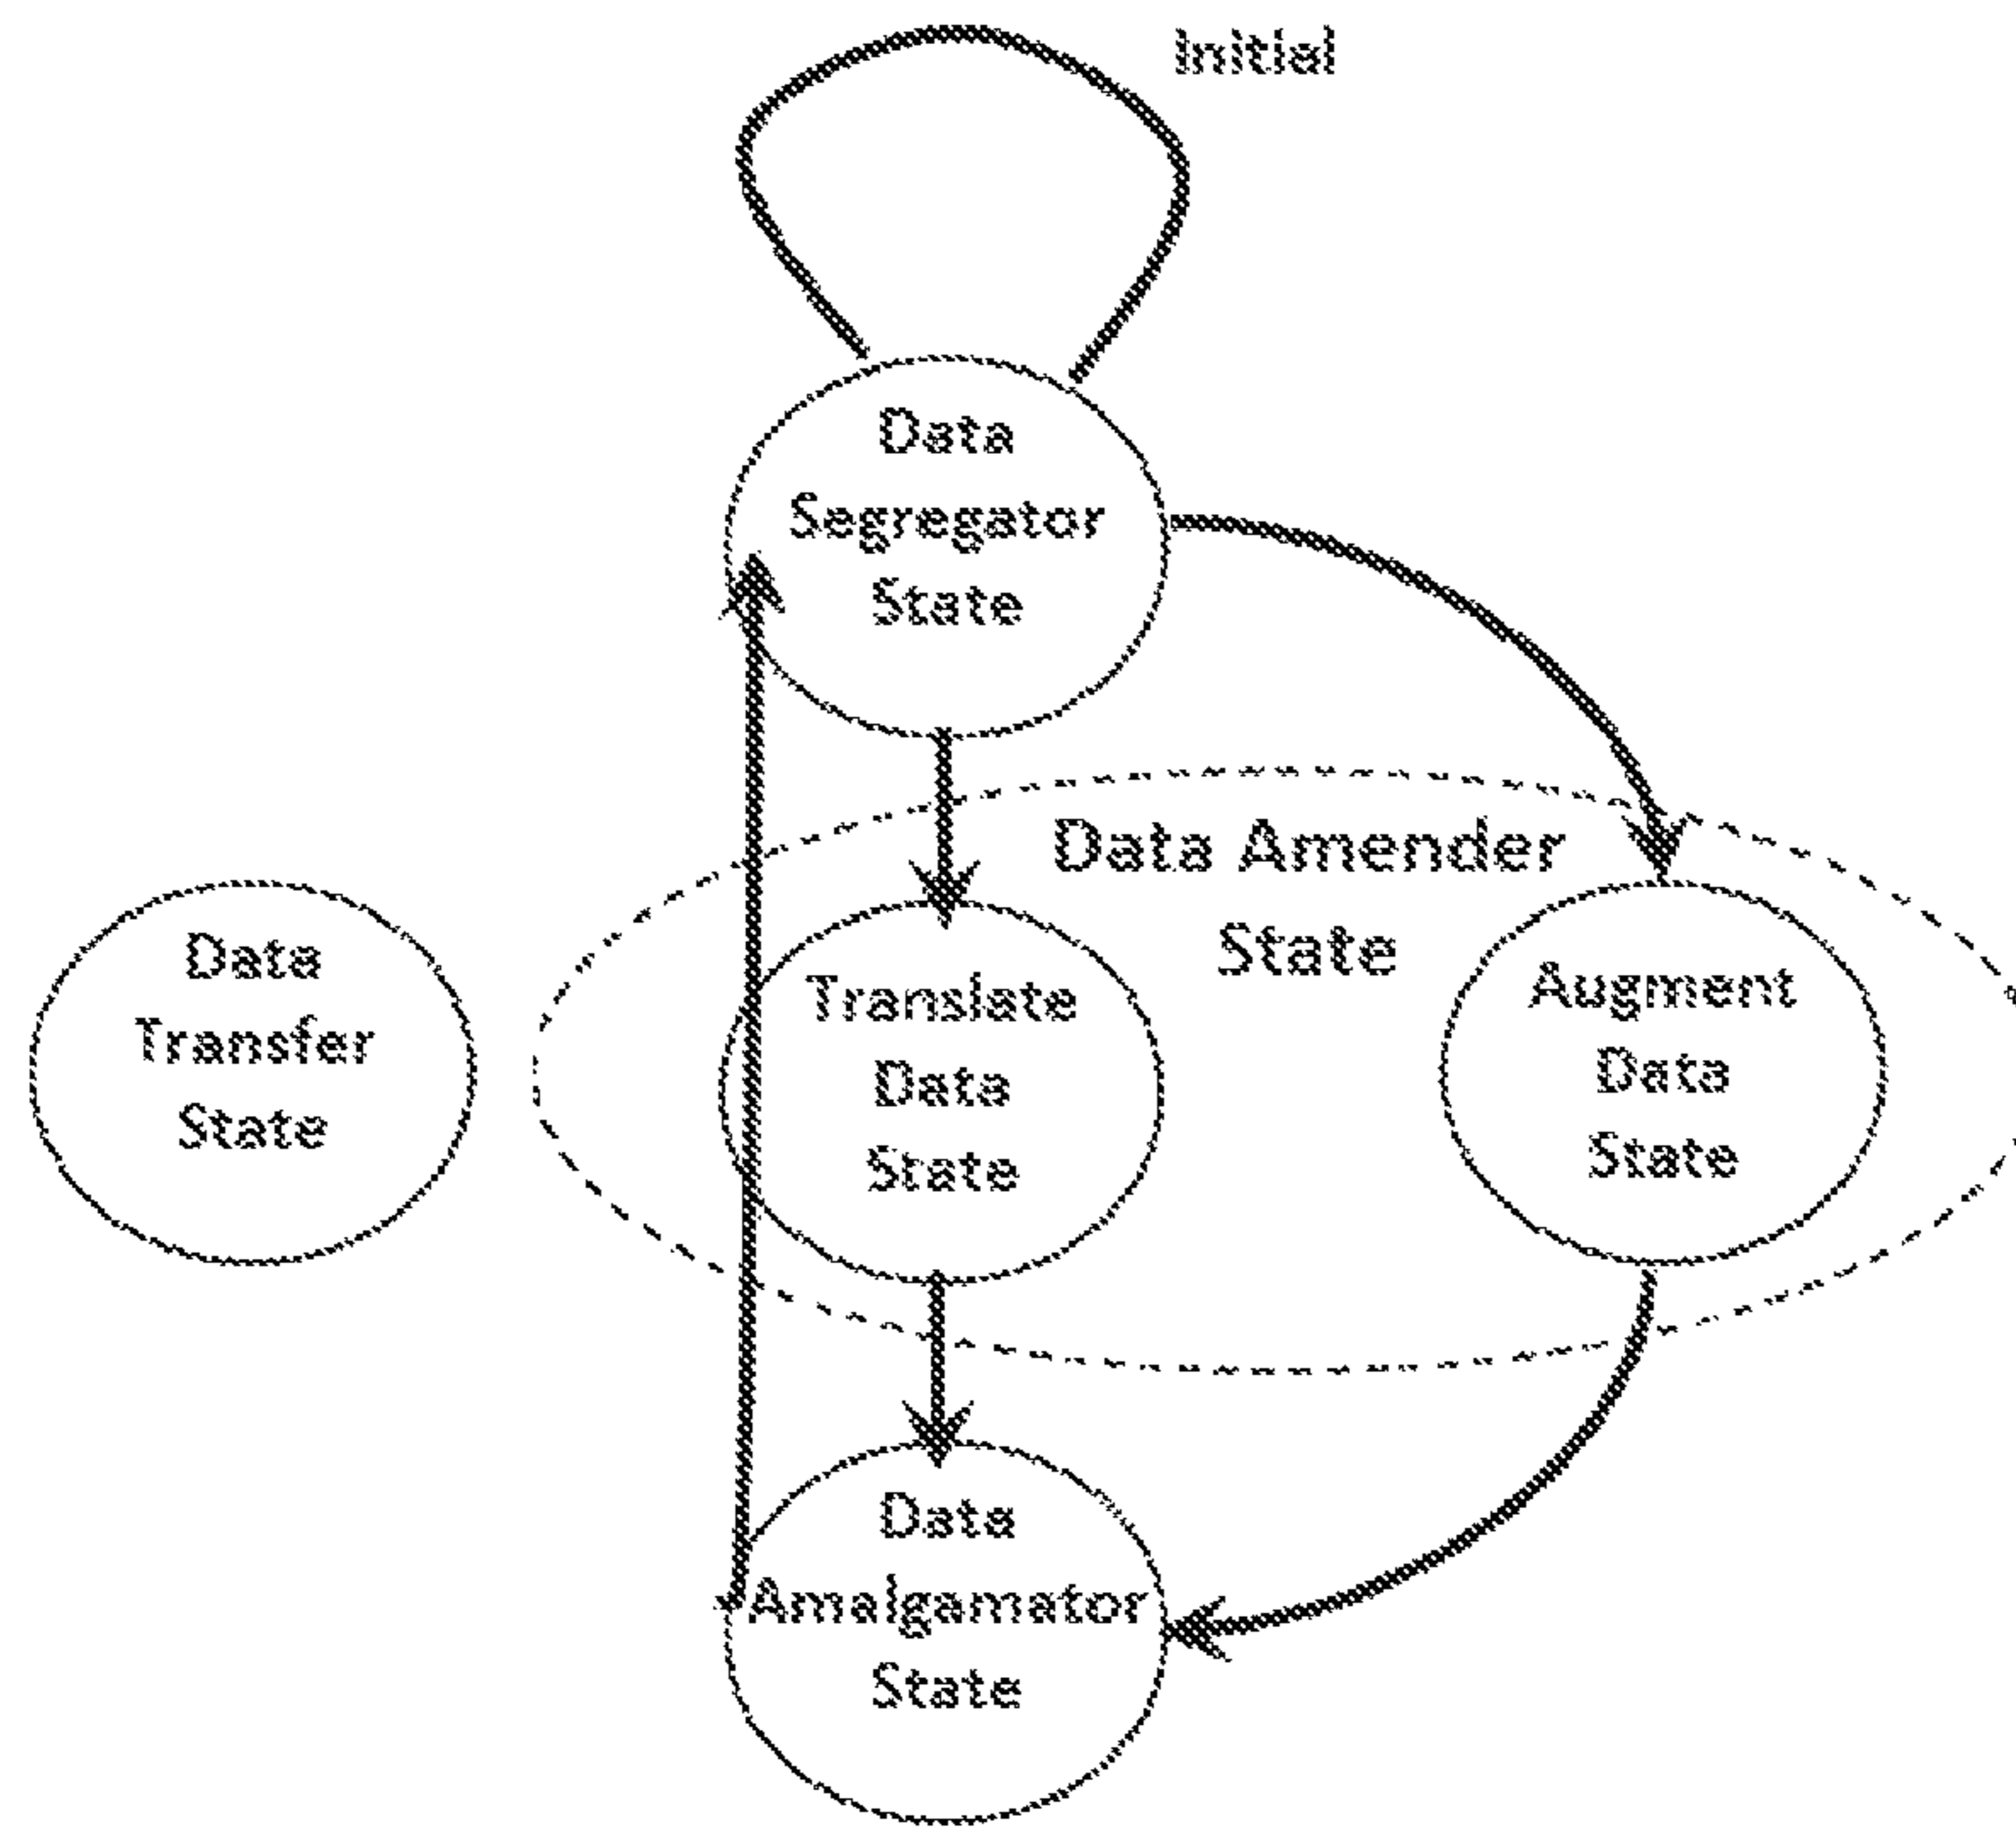 Initial
Data
Segregator
State
Data Amender
State
Data
Transfer
State
Translate
Data
State
Augment
Data
State
Data
Amalgamator
State